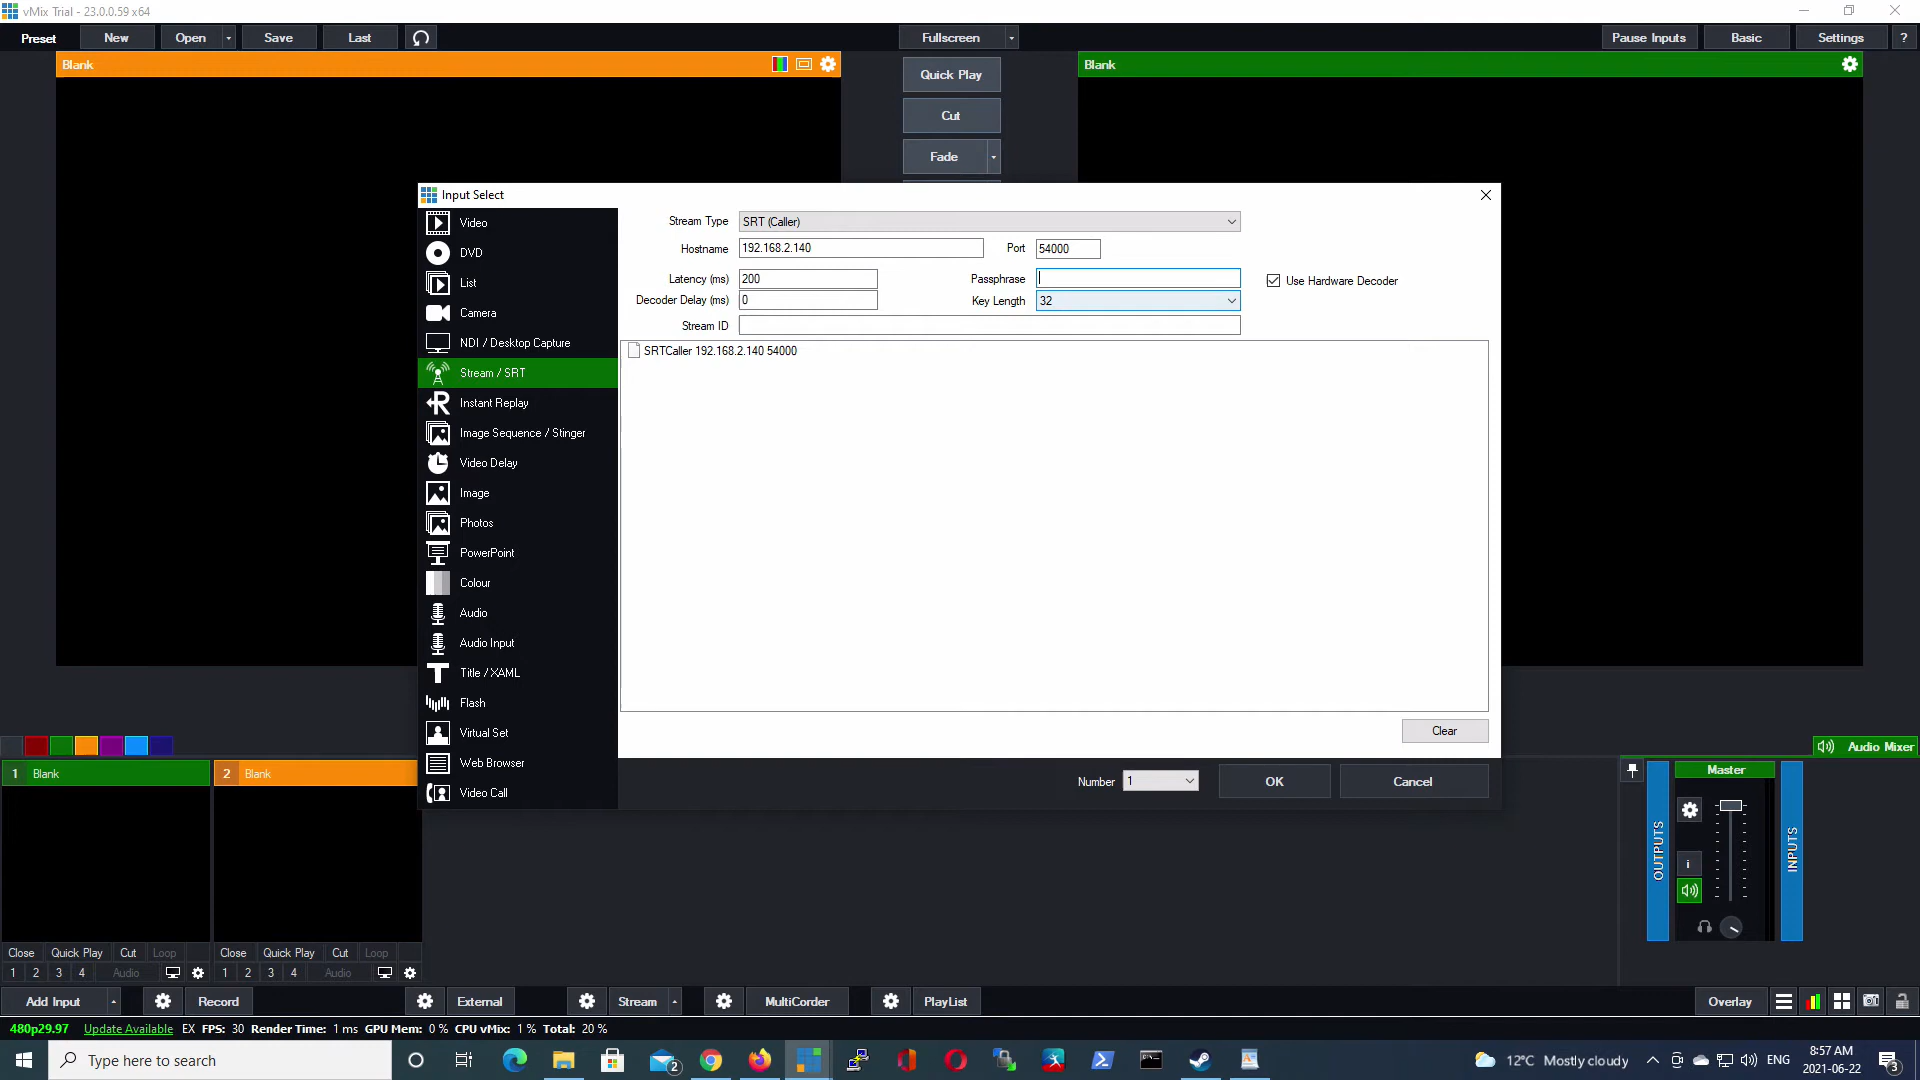 vMix Trial - 23.0.0.59 x64
Preset New Open Save Last Fullscreen Pause Inputs Basic Settings ?
Blank Quick Play Blank
Cut
Fade
Input Select
Video
DVD
List
Camera
NDI / Desktop Capture
Stream / SRT
Instant Replay
Image Sequence / Stinger
Video Delay
Image
Photos
PowerPoint
Colour
Audio
Audio Input
Title / XAML
Flash
Virtual Set
Web Browser
Video Call
Stream Type SRT (Caller)
Hostname 192.168.2.140 Port 54000
Latency (ms) 200 Passphrase Use Hardware Decoder
Decoder Delay (ms) 0 Key Length 32
Stream ID
SRTCaller 192.168.2.140 54000
Clear
Number 1 OK Cancel
Audio Mixer
1 Blank 2 Blank Master
OUTPUTS
INPUTS
i
Close Quick Play Cut Loop Close Quick Play Cut Loop
1 2 3 4 Audio 1 2 3 4 Audio
Add Input Record External Stream MultiCorder PlayList Overlay
480p29.97 Update Available EX FPS: 30 Render Time: 1 ms GPU Mem: 0 % CPU vMix: 1 % Total: 20 %
Type here to search 2 12°C Mostly cloudy ENG 8:57 AM
2021-06-22 3